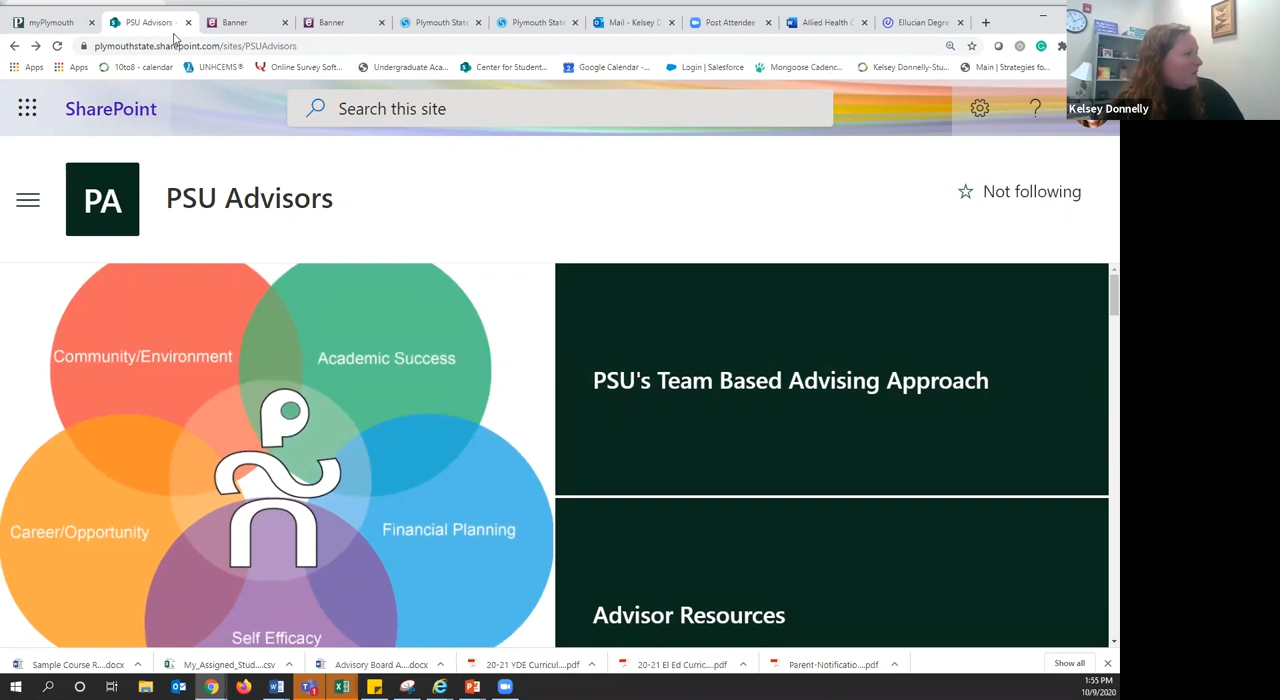 myPlymouth
PSU Advisors -
Banner
Banner
Plymouth State
Plymouth State
Mail - Kelsey D
Post Attendee
Allied Health C
Ellucian Degre
plymouthstate.sharepoint.com/sites/PSUAdvisors
Apps
Apps
10to8 - calendar
UNHCEMS®
Online Survey Soft...
Undergraduate Aca...
Center for Student...
Google Calendar -...
Login | Salesforce
Mongoose Cadenc...
Kelsey Donnelly-Stu...
Main | Strategies fo...
Kelsey Donnelly
SharePoint
Search this site
PA
PSU Advisors
Not following
Community/Environment
Academic Success
Career/Opportunity
Financial Planning
Self Efficacy
PSU's Team Based Advising Approach
Advisor Resources
Sample Course R....docx
My_Assigned_Stud....csv
Advisory Board A....docx
20-21 YDE Curricul....pdf
20-21 El Ed Curric....pdf
Parent-Notificatio....pdf
Show all
1:55 PM
10/9/2020